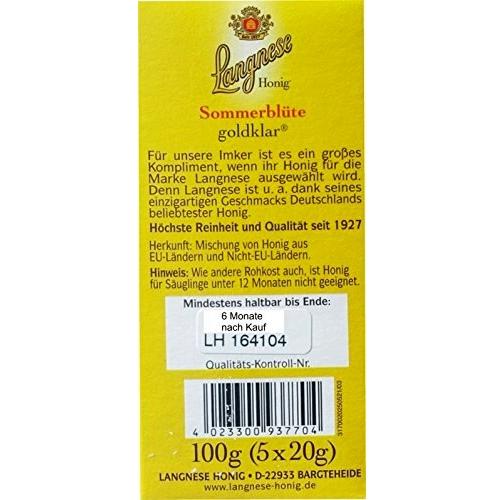 Seit 1927
Langnese
Honig
Sommerblüte
goldklar®
Für unsere Imker ist es ein großes
Kompliment, wenn ihr Honig für die
Marke Langnese ausgewählt wird.
Denn Langnese ist u. a. dank seines
einzigartigen Geschmacks Deutschlands
beliebtester Honig.
Höchste Reinheit und Qualität seit 1927
Herkunft: Mischung von Honig aus
EU-Ländern und Nicht-EU-Ländern.
Hinweis: Wie andere Rohkost auch, ist Honig
für Säuglinge unter 12 Monaten nicht geeignet.
Mindestens haltbar bis Ende:
6 Monate
nach Kauf
LH 164104
Qualitäts-Kontroll-Nr.
4 023300 937704
3170020250521/03
100g (5x20g)
LANGNESE HONIG • D-22933 BARGTEHEIDE
www.langnese-honig.de